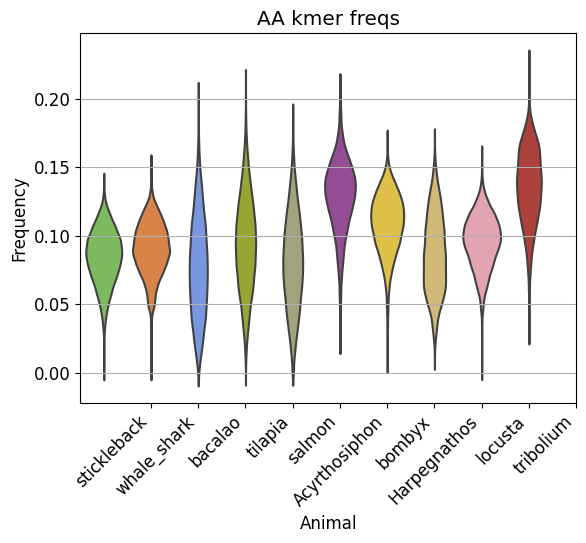 AA kmer freqs
Frequency
0.20
0.15
0.10
0.05
0.00
stickleback
whale_shark
bacalao
tilapia
salmon
Acyrthosiphon
bombyx
Harpegnathos
locusta
tribolium
Animal